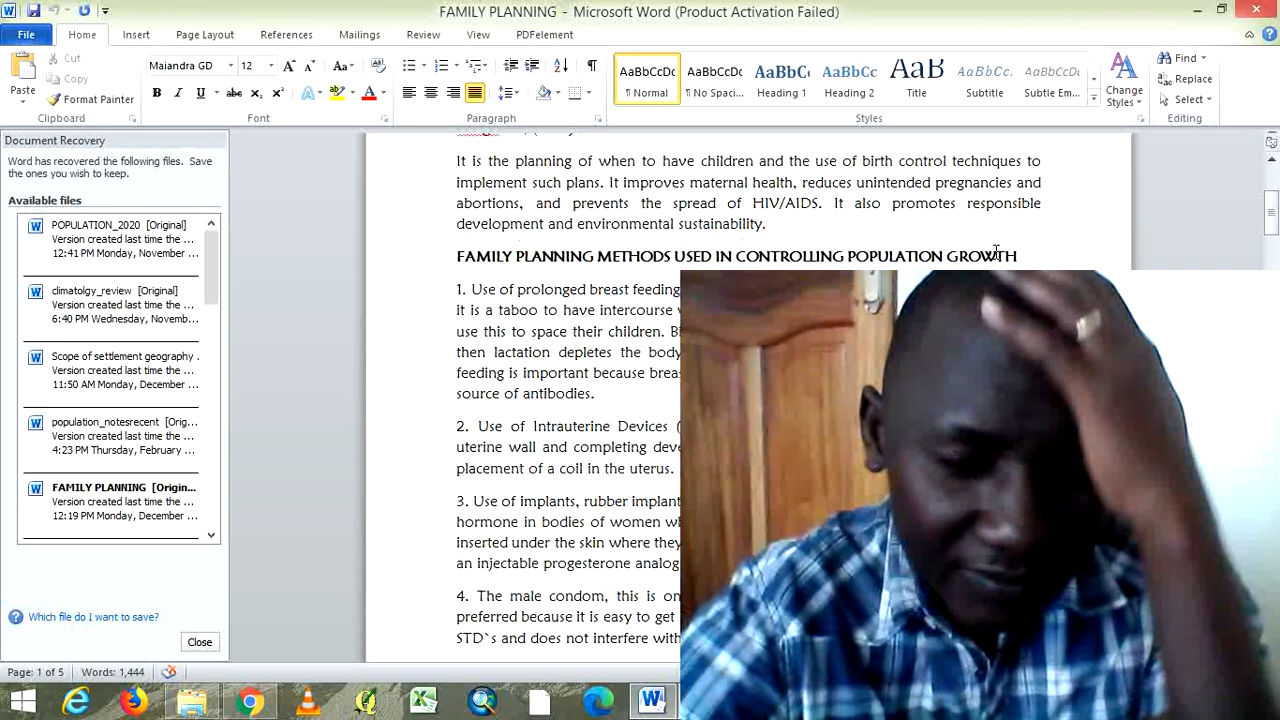 FAMILY PLANNING - Microsoft Word (Product Activation Failed)
File Home Insert Page Layout References Mailings Review View PDFelement
Paste
Cut
Copy
Format Painter
Clipboard
Maiandra GD 12
Font
Paragraph
AaBbCcDc
¶ Normal
AaBbCcDc
¶ No Spaci...
AaBbC
Heading 1
AaBbCc
Heading 2
AaB
Title
AaBbCc.
Subtitle
AaBbCcDc
Subtle Em...
Change
Styles
Styles
Find
Replace
Select
Editing
Document Recovery
Word has recovered the following files. Save
the ones you wish to keep.
Available files
POPULATION_2020 [Original]
Version created last time the ...
12:41 PM Monday, November ...
climatolgy_review [Original]
Version created last time the ...
6:40 PM Wednesday, Novemb...
Scope of settlement geography .
Version created last time the ...
11:50 AM Monday, December ...
population_notesrecent [Orig...
Version created last time the ...
4:23 PM Thursday, February ...
FAMILY PLANNING [Origin...
Version created last time the ...
12:19 PM Monday, December ...
Which file do I want to save?
Close
It is the planning of when to have children and the use of birth control techniques to
implement such plans. It improves maternal health, reduces unintended pregnancies and
abortions, and prevents the spread of HIV/AIDS. It also promotes responsible
development and environmental sustainability.
FAMILY PLANNING METHODS USED IN CONTROLLING POPULATION GROWTH
1. Use of prolonged breast feeding
it is a taboo to have intercourse
use this to space their children.
then lactation depletes the body
feeding is important because
source of antibodies.
2. Use of Intrauterine Devices (
uterine wall and completing
placement of a coil in the uterus.
3. Use of implants, rubber
hormone in bodies of women
inserted under the skin where they
an injectable progesterone
4. The male condom, this is
preferred because it is easy to get
STD`s and does not interfere
Page: 1 of 5 Words: 1,444